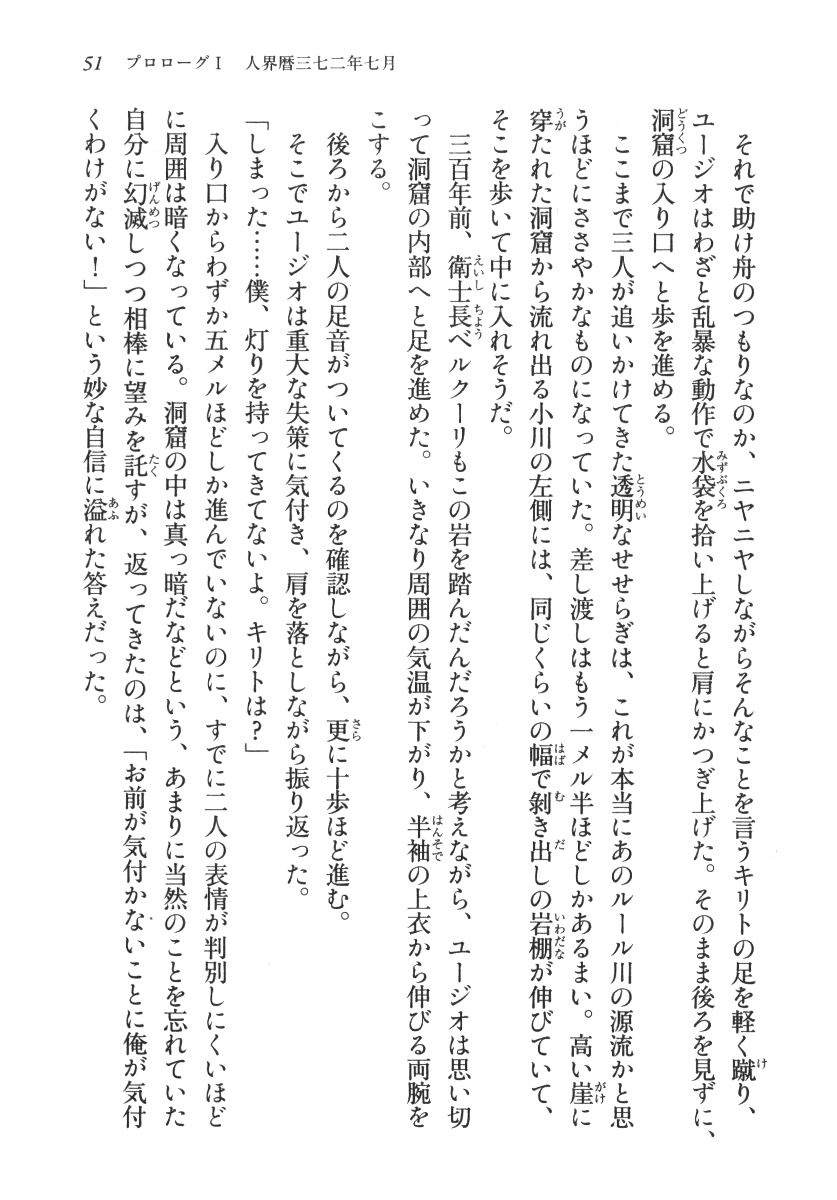 51　プロローグⅠ　人界暦三七二年七月
　それで助け舟のつもりなのか、ニヤニヤしながらそんなことを言うキリトの足を軽く蹴り、
ユージオはわざと乱暴な動作で水袋を拾い上げると肩にかつぎ上げた。そのまま後ろを見ずに、
洞窟の入り口へと歩を進める。
　ここまで三人が追いかけてきた透明なせせらぎは、これが本当にあのルール川の源流かと思
うほどにささやかなものになっていた。差し渡しはもう一メル半ほどしかあるまい。高い崖に
穿たれた洞窟から流れ出る小川の左側には、同じくらいの幅で剝き出しの岩棚が伸びていて、
そこを歩いて中に入れそうだ。
　三百年前、衛士長ベルクーリもこの岩を踏んだんだろうかと考えながら、ユージオは思い切
って洞窟の内部へと足を進めた。いきなり周囲の気温が下がり、半袖の上衣から伸びる両腕を
こする。
　後ろから二人の足音がついてくるのを確認しながら、更に十歩ほど進む。
　そこでユージオは重大な失策に気付き、肩を落としながら振り返った。
「しまった……僕、灯りを持ってきてないよ。キリトは？」
　入り口からわずか五メルほどしか進んでいないのに、すでに二人の表情が判別しにくいほど
に周囲は暗くなっている。洞窟の中は真っ暗だなどという、あまりに当然のことを忘れていた
自分に幻滅しつつ相棒に望みを託すが、返ってきたのは、「お前が気付かないことに俺が気付
くわけがない！」という妙な自信に溢れた答えだった。